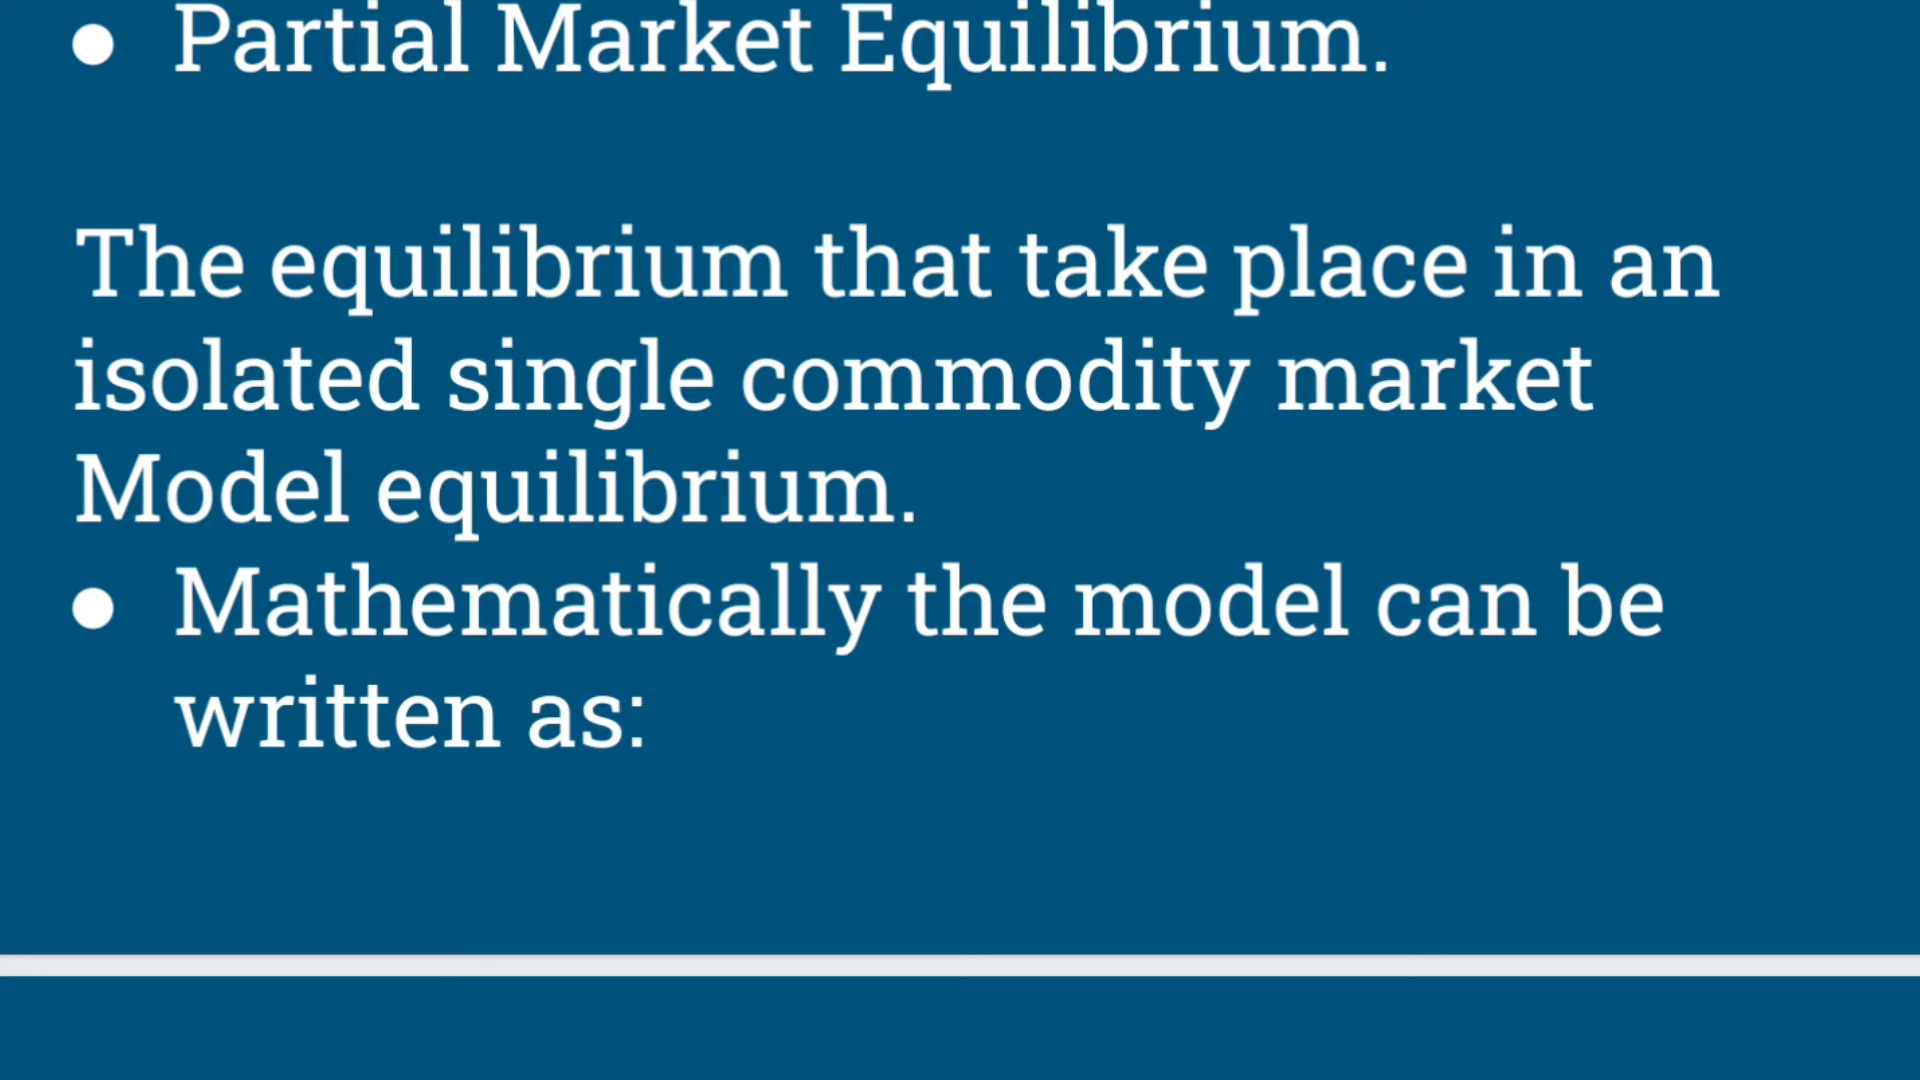 ● Partial Market Equilibrium.
The equilibrium that take place in an
isolated single commodity market
Model equilibrium.
● Mathematically the model can be
written as: